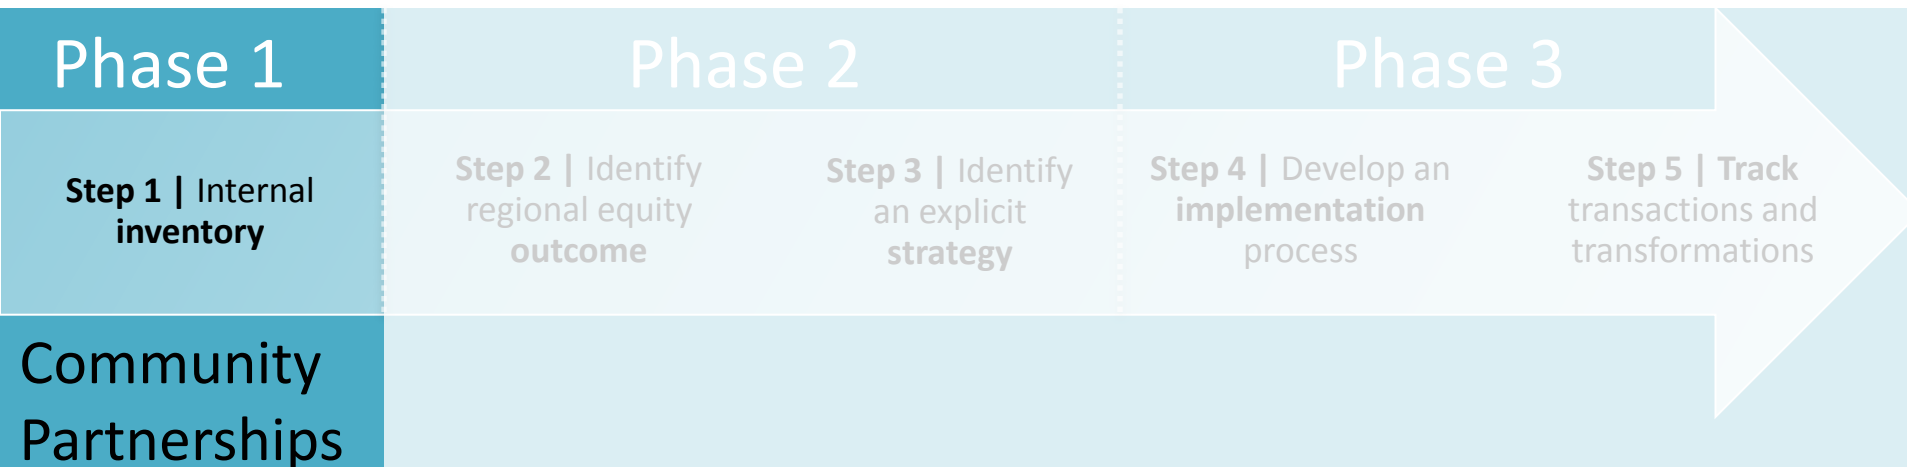 Phase 1
Phase 2
Phase 3
Step 1 | Internal
inventory
Step 2 | Identify
regional equity
outcome
Step 3 | Identify
an explicit
strategy
Step 4 | Develop an
implementation
process
Step 5 | Track
transactions and
transformations
Community
Partnerships